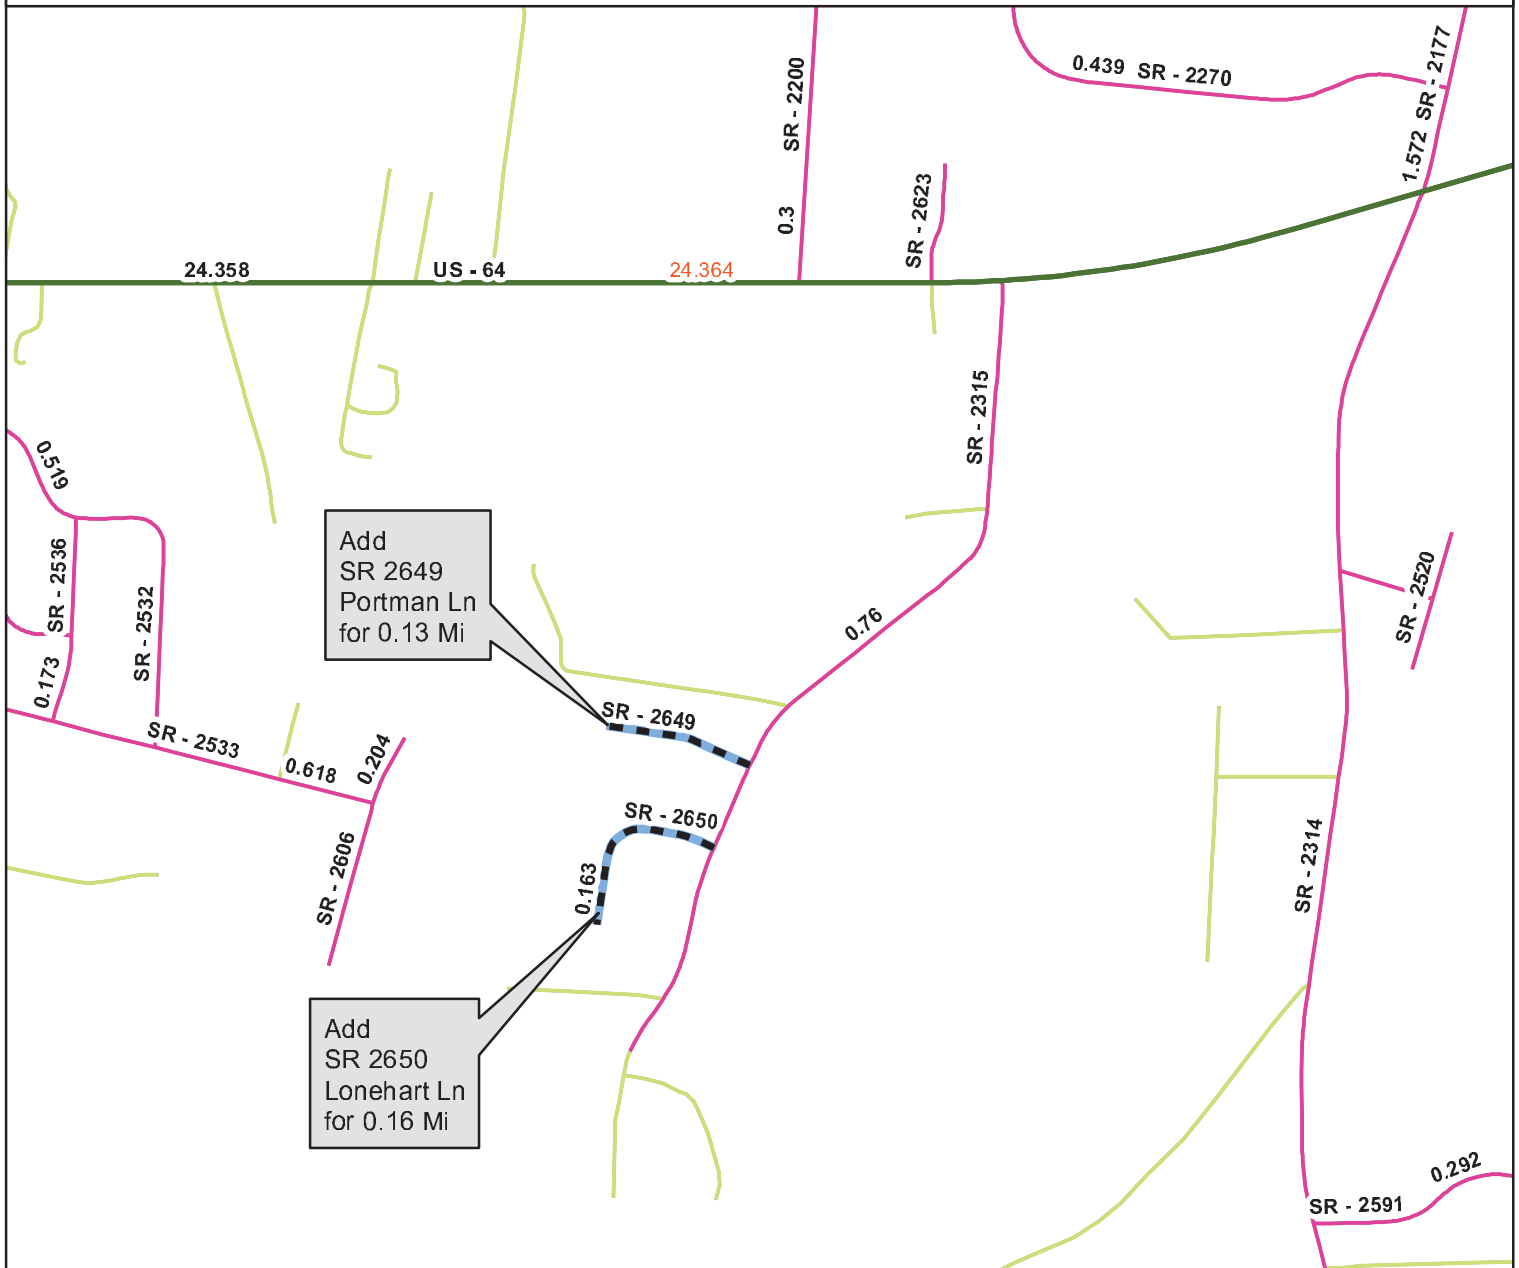 0.439 SR - 2270
SR - 2177
1.572
SR - 2200
0.3
SR - 2623
24.358
US - 64
24.364
SR - 2315
0.519
SR - 2536
SR - 2532
0.173
Add
SR 2649
Portman Ln
for 0.13 Mi
SR - 2520
0.76
SR - 2649
SR - 2533
0.618
0.204
SR - 2650
SR - 2606
0.163
SR - 2314
Add
SR 2650
Lonehart Ln
for 0.16 Mi
0.292
SR - 2591